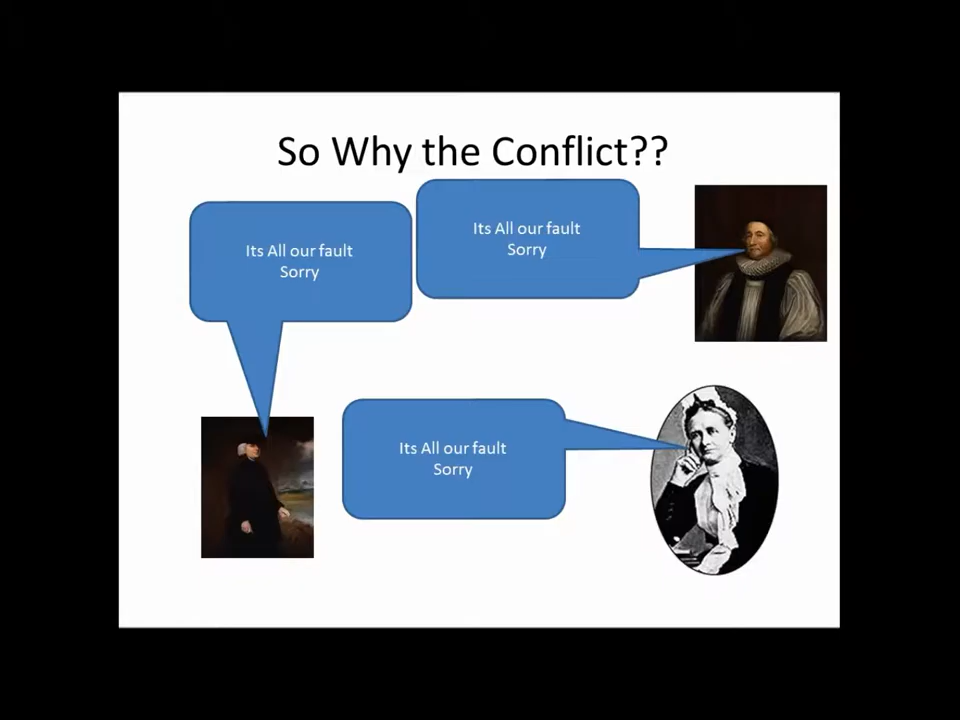 So Why the Conflict??
Its All our fault
Sorry
Its All our fault
Sorry
Its All our fault
Sorry